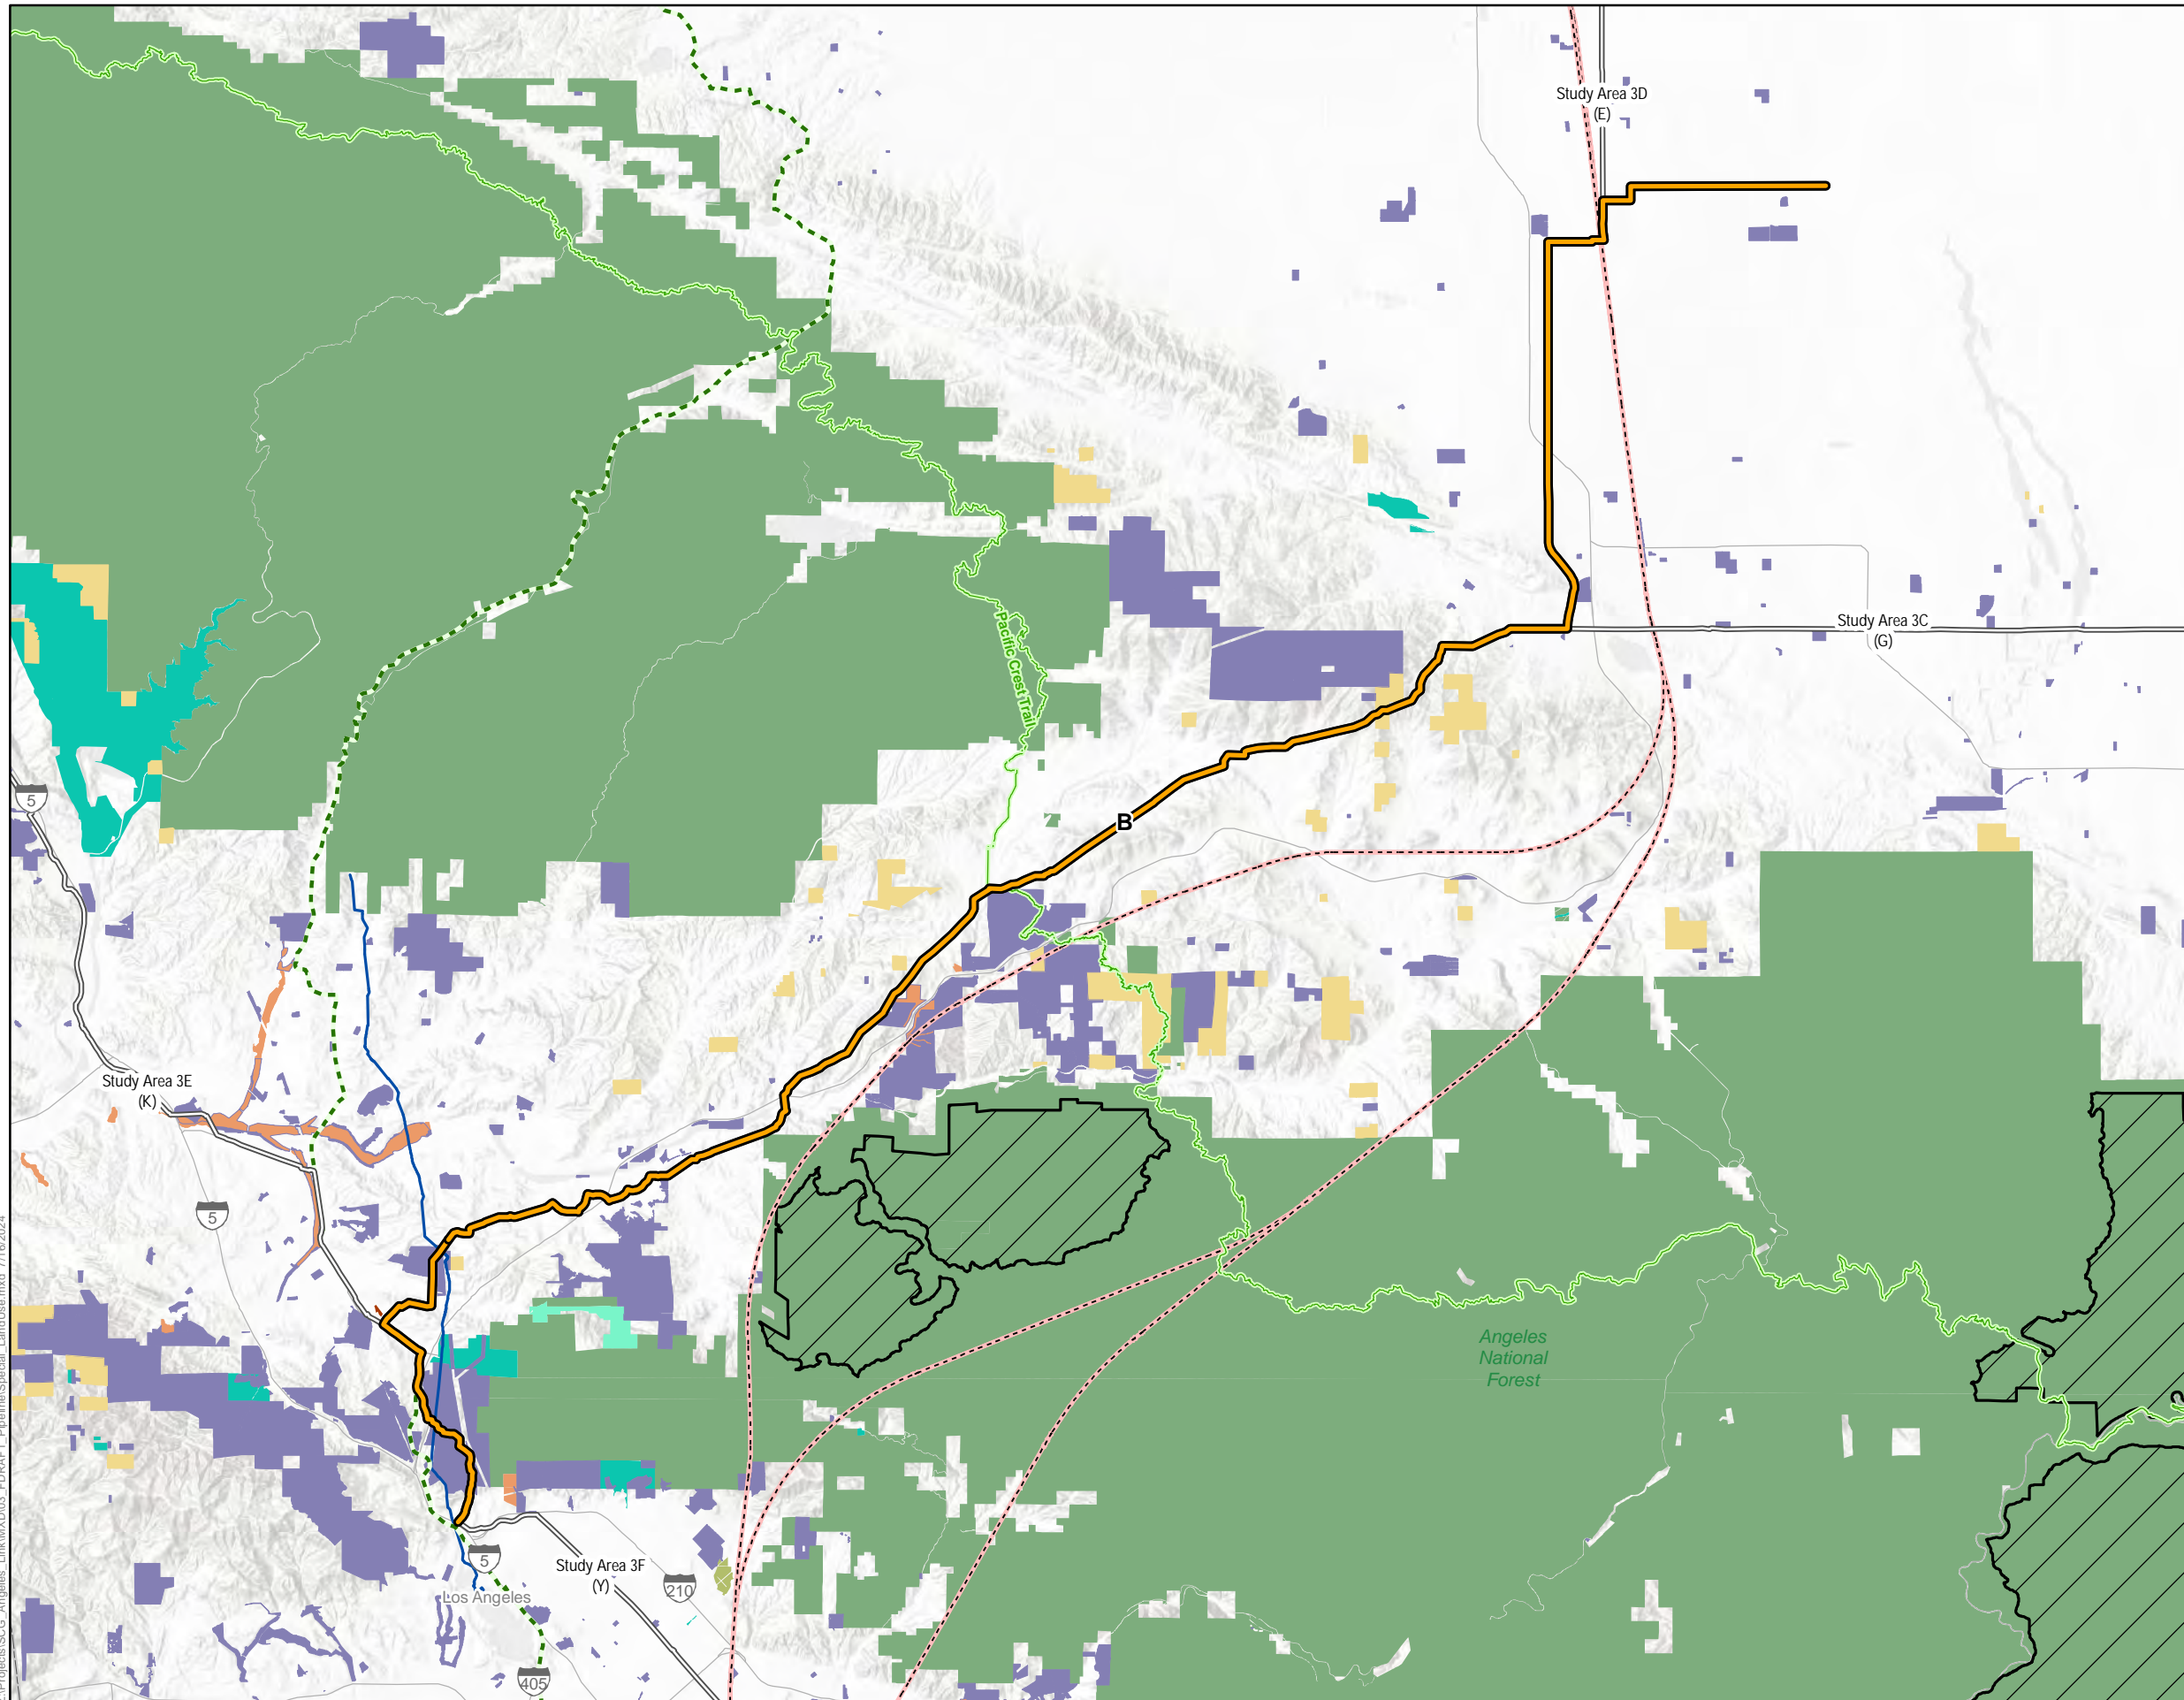 Study Area 3D
(E)
Pacific Crest Trail
Study Area 3C
(G)
5
B
Study Area 3E
(K)
5
Angeles
National
Forest
5
Study Area 3F
(Y)
210
Los Angeles
405